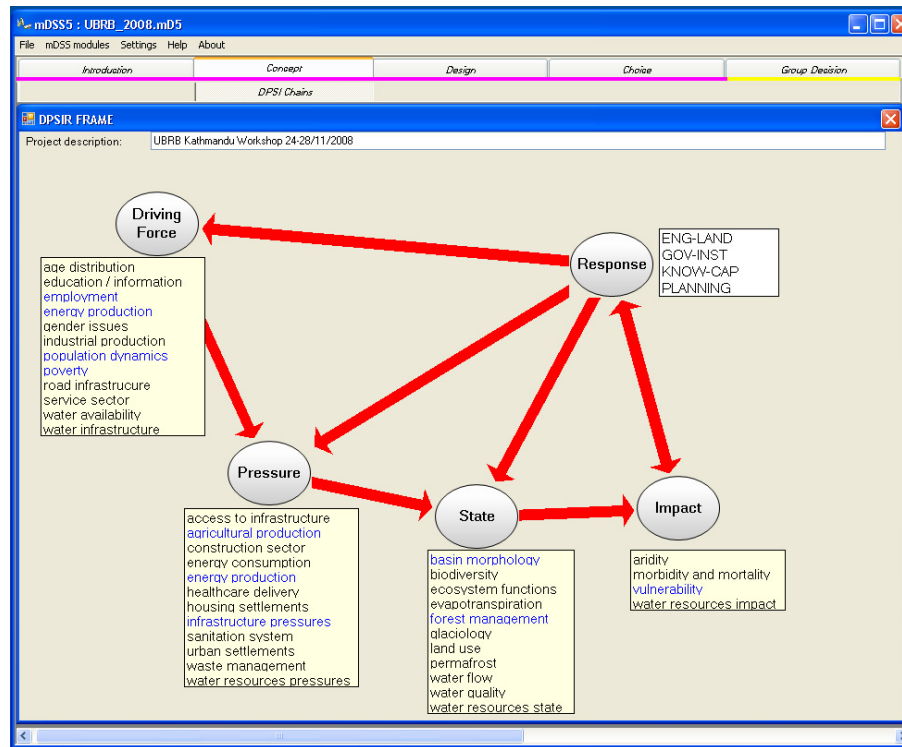 mDSS5 : UBRB_2008.mD5
File mDSS modules Settings Help About
Introduction Concept Design Choice Group Decision
DPSI Chains
DPSIR FRAME
Project description: UBRB Kathmandu Workshop 24-28/11/2008
Driving
Force
age distribution
education / information
employment
energy production
gender issues
industrial production
population dynamics
poverty
road infrastrucure
service sector
water availability
water infrastructure
Response
ENG-LAND
GOV-INST
KNOW-CAP
PLANNING
Pressure
access to infrastructure
agricultural production
construction sector
energy consumption
energy production
healthcare delivery
housing settlements
infrastructure pressures
sanitation system
urban settlements
waste management
water resources pressures
State
basin morphology
biodiversity
ecosystem functions
evapotranspiration
forest management
glaciology
land use
permafrost
water flow
water quality
water resources state
Impact
aridity
morbidity and mortality
vulnerability
water resources impact